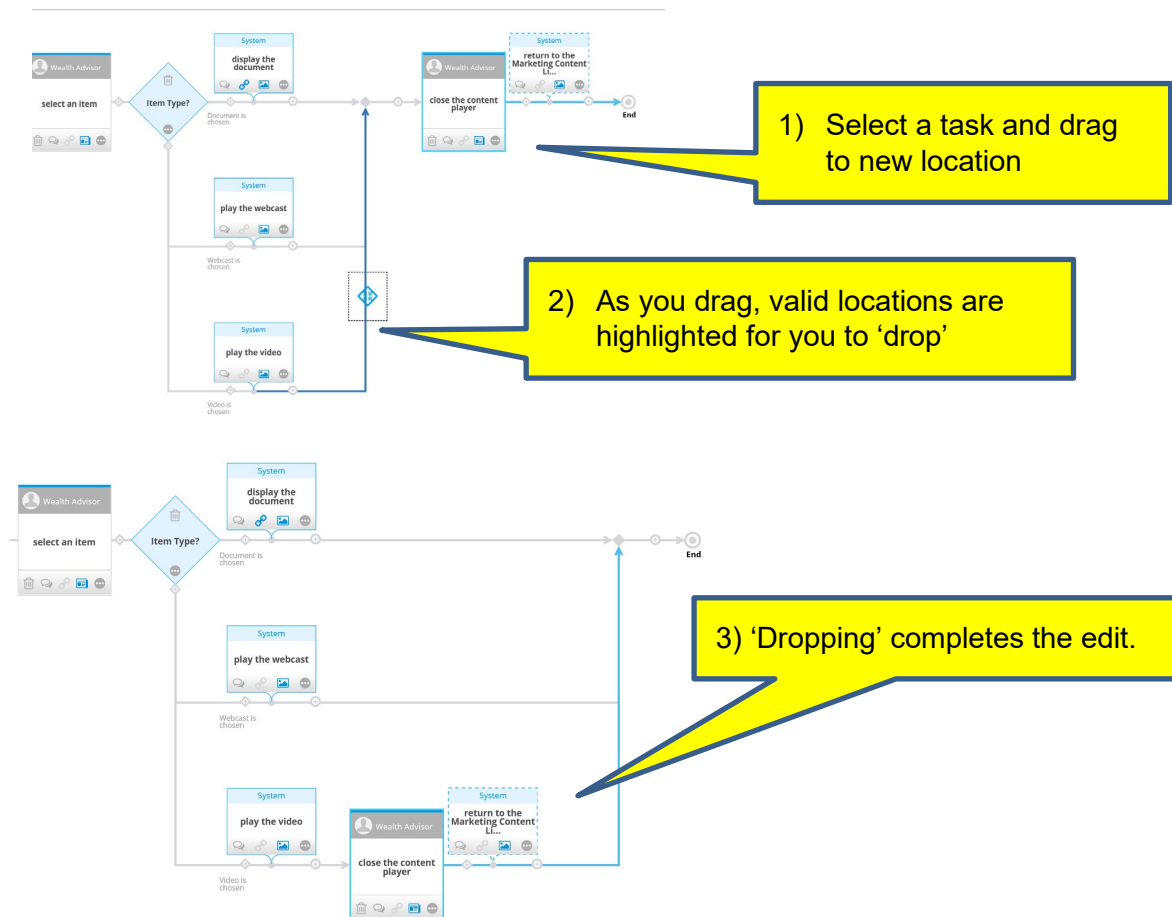 System
display the
document
System
return to the
Marketing Content
Li...
Wealth Advisor
select an item
Item Type?
Document is
chosen
Wealth Advisor
close the content
player
End
1) Select a task and drag
to new location
System
play the webcast
Webcast is
chosen
2) As you drag, valid locations are
highlighted for you to ‘drop’
System
play the video
Video is
chosen
System
display the
document
Wealth Advisor
select an item
Item Type?
Document is
chosen
End
System
play the webcast
Webcast is
chosen
3) ‘Dropping’ completes the edit.
System
play the video
Video is
chosen
Wealth Advisor
close the content
player
System
return to the
Marketing Content
Li...